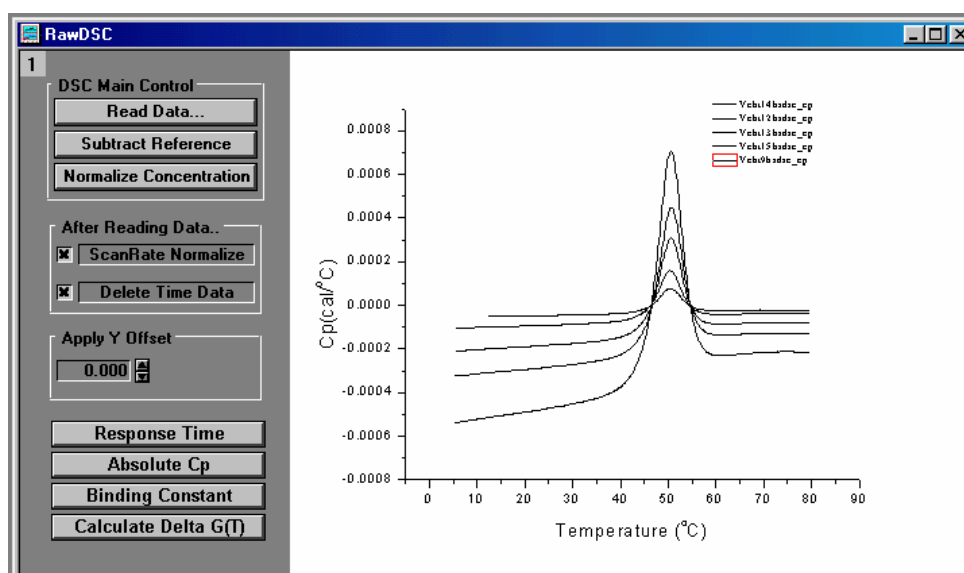 RawDSC
1
DSC Main Control
Read Data...
Subtract Reference
Normalize Concentration
After Reading Data..
ScanRate Normalize
Delete Time Data
Apply Y Offset
0.000
Response Time
Absolute Cp
Binding Constant
Calculate Delta G(T)
0.0008
0.0006
0.0004
0.0002
0.0000
-0.0002
-0.0004
-0.0006
-0.0008
Cp(cal/°C)
0 10 20 30 40 50 60 70 80 90
Temperature (°C)